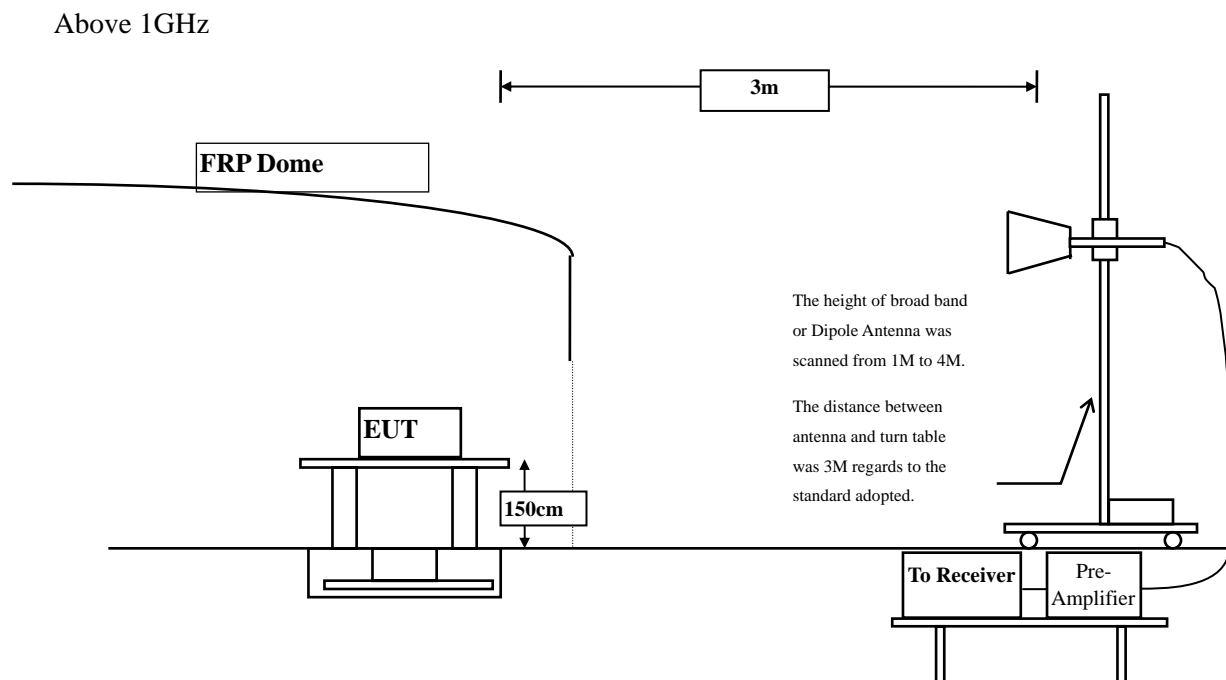 Above 1GHz
3m
FRP Dome
The height of broad band
or Dipole Antenna was
scanned from 1M to 4M.
The distance between
antenna and turn table
was 3M regards to the
standard adopted.
EUT
150cm
To Receiver
Pre-
Amplifier